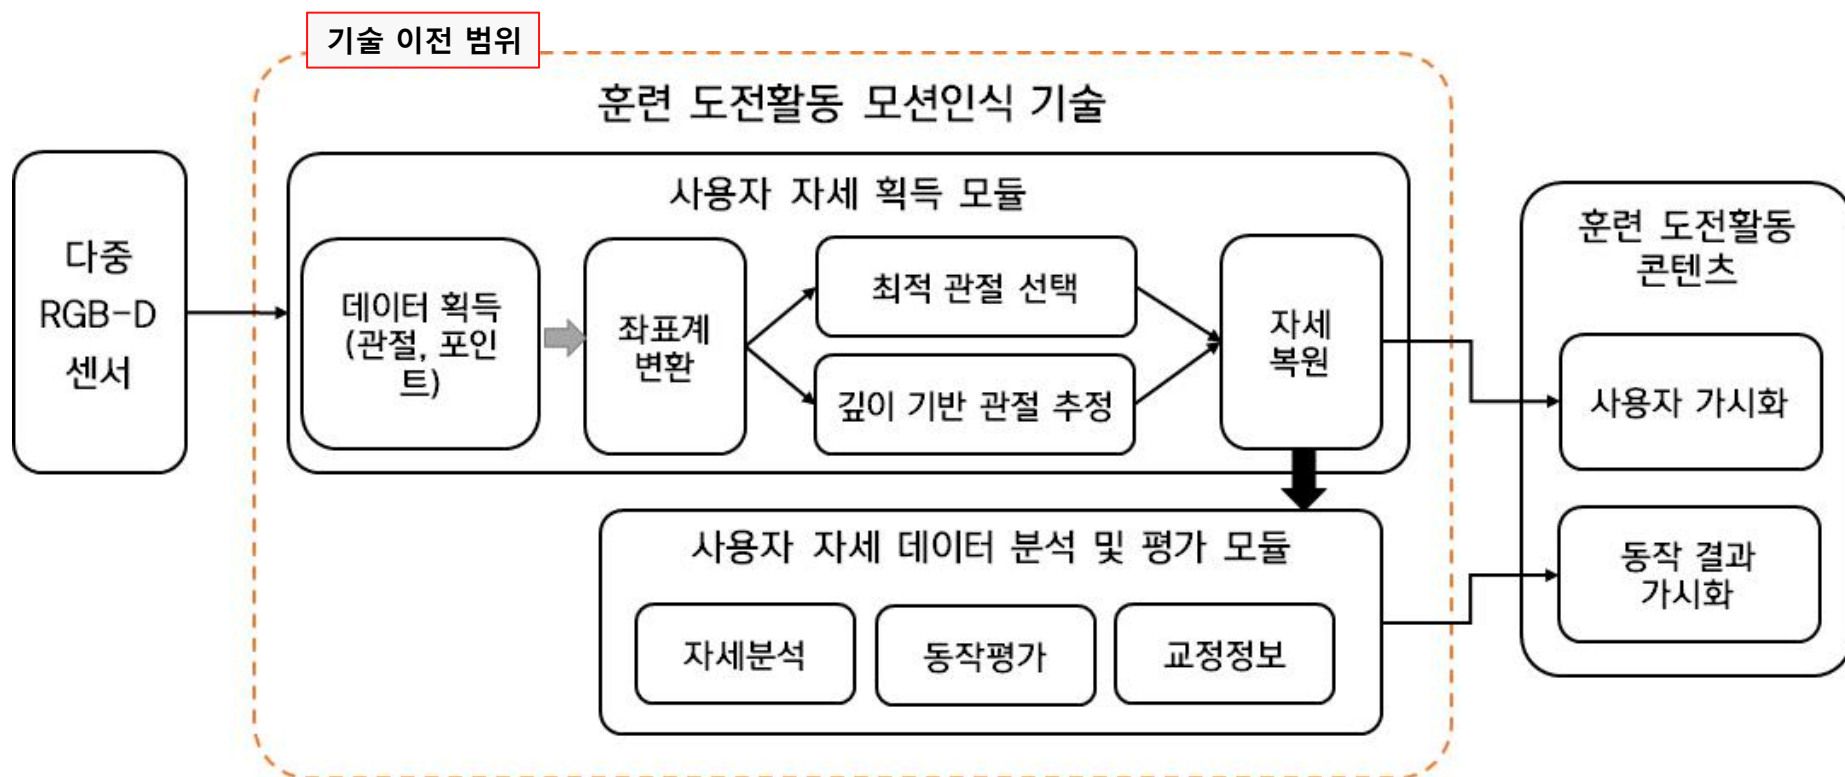 기술 이전 범위
훈련 도전활동 모션인식 기술
다중
RGB-D
센서
사용자 자세 획득 모듈
데이터 획득
(관절, 포인
트)
좌표계
변환
최적 관절 선택
깊이 기반 관절 추정
자세
복원
사용자 자세 데이터 분석 및 평가 모듈
자세분석
동작평가
교정정보
훈련 도전활동
콘텐츠
사용자 가시화
동작 결과
가시화